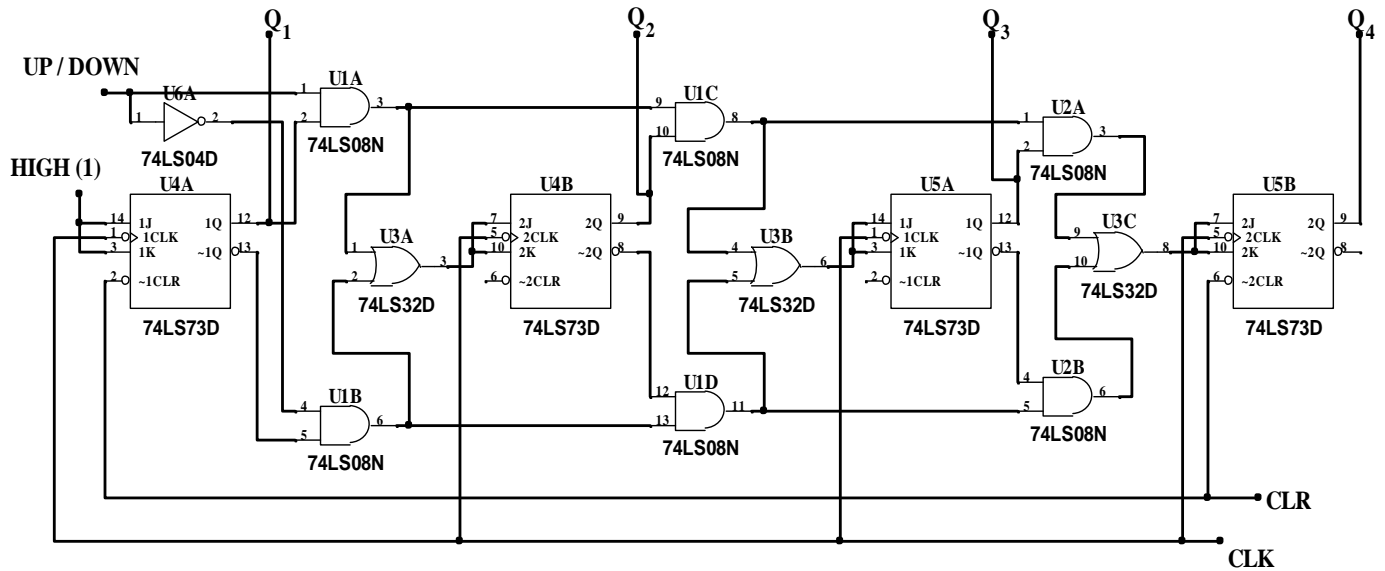 Q1 Q2 Q3 Q4
UP / DOWN
U6A U1A U1C U2A
1 2 1 2 3 9 10 8 1 2 3
74LS04D 74LS08N 74LS08N 74LS08N
HIGH (1)
U4A U4B U5A U5B
14 1J 1Q 12 7 2J 2Q 9 14 1J 1Q 12 7 2J 2Q 9
1 1CLK 5 2CLK 1 1CLK 5 2CLK
3 1K ~1Q 13 10 2K ~2Q 8 3 1K ~1Q 13 10 2K ~2Q 8
2 ~1CLR 6 ~2CLR 2 ~1CLR 6 ~2CLR
74LS73D 74LS73D 74LS73D 74LS73D
U3A U3B U3C
1 2 3 4 5 6 9 10 8
74LS32D 74LS32D 74LS32D
U1B U1D U2B
4 5 6 12 13 11 4 5 6
74LS08N 74LS08N 74LS08N
CLR
CLK